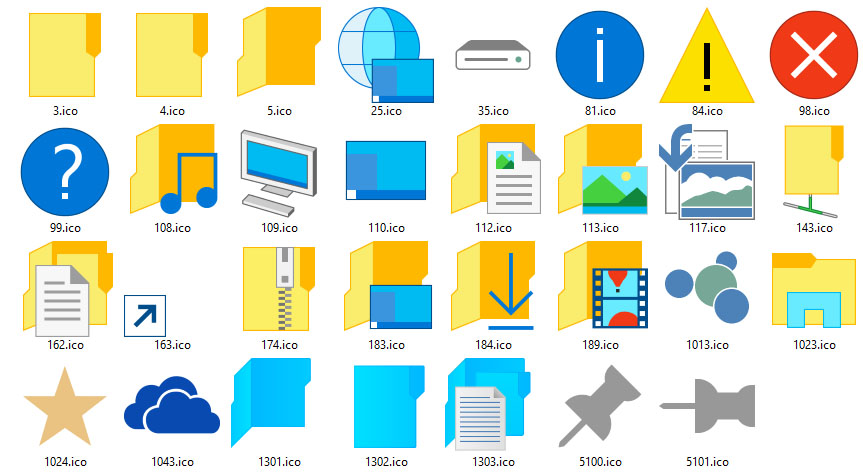 3.ico 4.ico 5.ico 25.ico 35.ico 81.ico 84.ico 98.ico
99.ico 108.ico 109.ico 110.ico 112.ico 113.ico 117.ico 143.ico
162.ico 163.ico 174.ico 183.ico 184.ico 189.ico 1013.ico 1023.ico
1024.ico 1043.ico 1301.ico 1302.ico 1303.ico 5100.ico 5101.ico